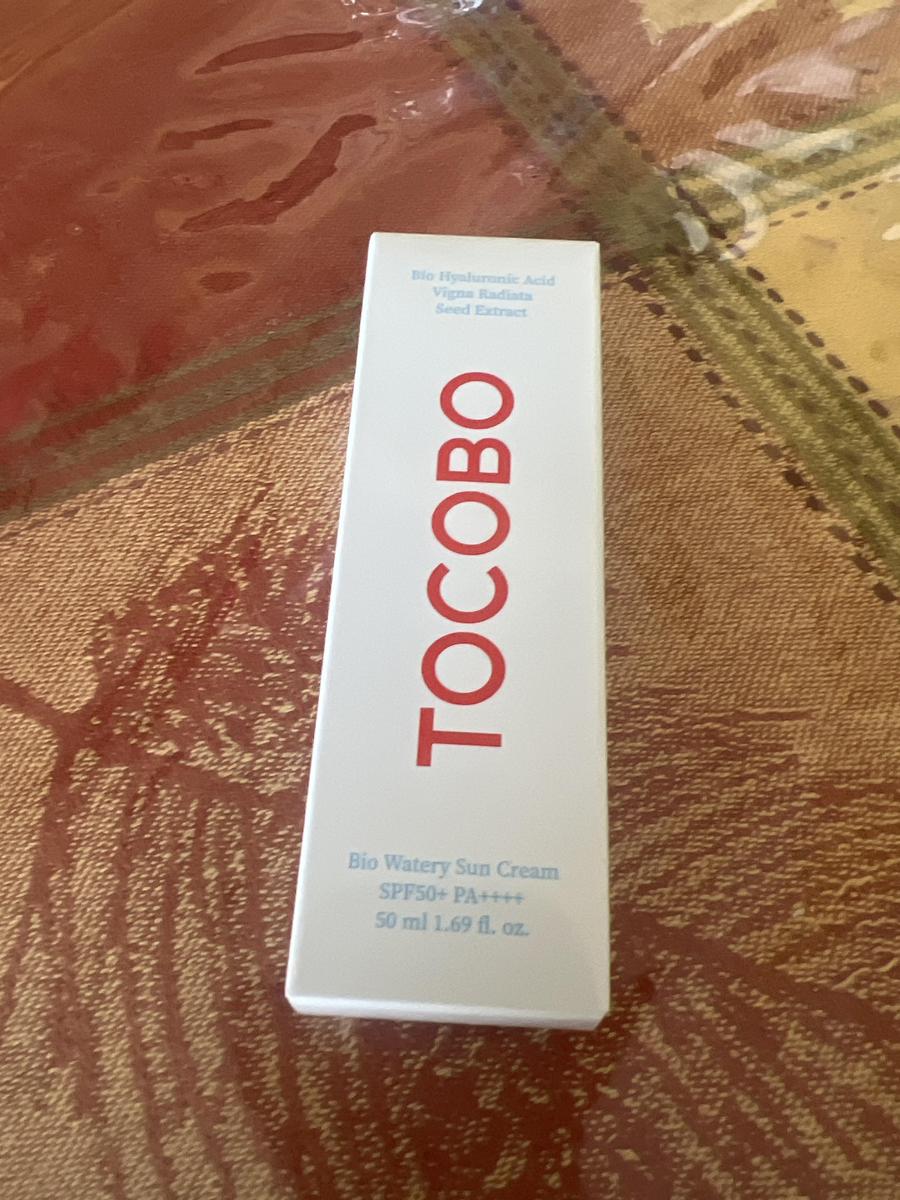 Bio Hyaluronic Acid
Vigna Radiata
Seed Extract
TOCOBO
Bio Watery Sun Cream
SPF50+ PA++++
50 ml 1.69 fl. oz.